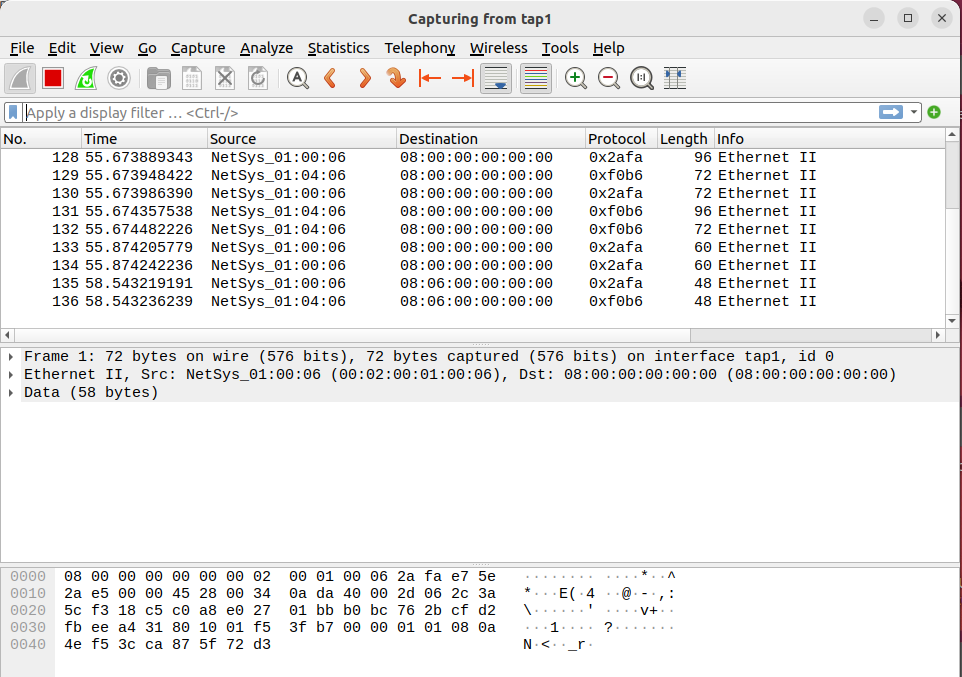 Capturing from tap1
File Edit View Go Capture Analyze Statistics Telephony Wireless Tools Help
Apply a display filter … <Ctrl-/>
No. Time Source Destination Protocol Length Info
128 55.673889343 NetSys_01:00:06 08:00:00:00:00:00 0x2afa 96 Ethernet II
129 55.673948422 NetSys_01:04:06 08:00:00:00:00:00 0xf0b6 72 Ethernet II
130 55.673986390 NetSys_01:00:06 08:00:00:00:00:00 0x2afa 72 Ethernet II
131 55.674357538 NetSys_01:04:06 08:00:00:00:00:00 0xf0b6 96 Ethernet II
132 55.674482226 NetSys_01:04:06 08:00:00:00:00:00 0xf0b6 72 Ethernet II
133 55.874205779 NetSys_01:00:06 08:00:00:00:00:00 0x2afa 60 Ethernet II
134 55.874242236 NetSys_01:00:06 08:00:00:00:00:00 0x2afa 60 Ethernet II
135 58.543219191 NetSys_01:00:06 08:06:00:00:00:00 0x2afa 48 Ethernet II
136 58.543236239 NetSys_01:04:06 08:06:00:00:00:00 0xf0b6 48 Ethernet II
Frame 1: 72 bytes on wire (576 bits), 72 bytes captured (576 bits) on interface tap1, id 0
Ethernet II, Src: NetSys_01:00:06 (00:02:00:01:00:06), Dst: 08:00:00:00:00:00 (08:00:00:00:00:00)
Data (58 bytes)
0000 08 00 00 00 00 00 00 02 00 01 00 06 2a fa e7 5e ········ ····*··^
0010 2a e5 00 00 45 28 00 34 0a da 40 00 2d 06 2c 3a *···E(·4 ··@·-·,:
0020 5c f3 18 c5 c0 a8 e0 27 01 bb b0 bc 76 2b cf d2 \······' ····v+··
0030 fb ee a4 31 80 10 01 f5 3f b7 00 00 01 01 08 0a ···1···· ?·······
0040 4e f5 3c ca 87 5f 72 d3 N·<··_r·